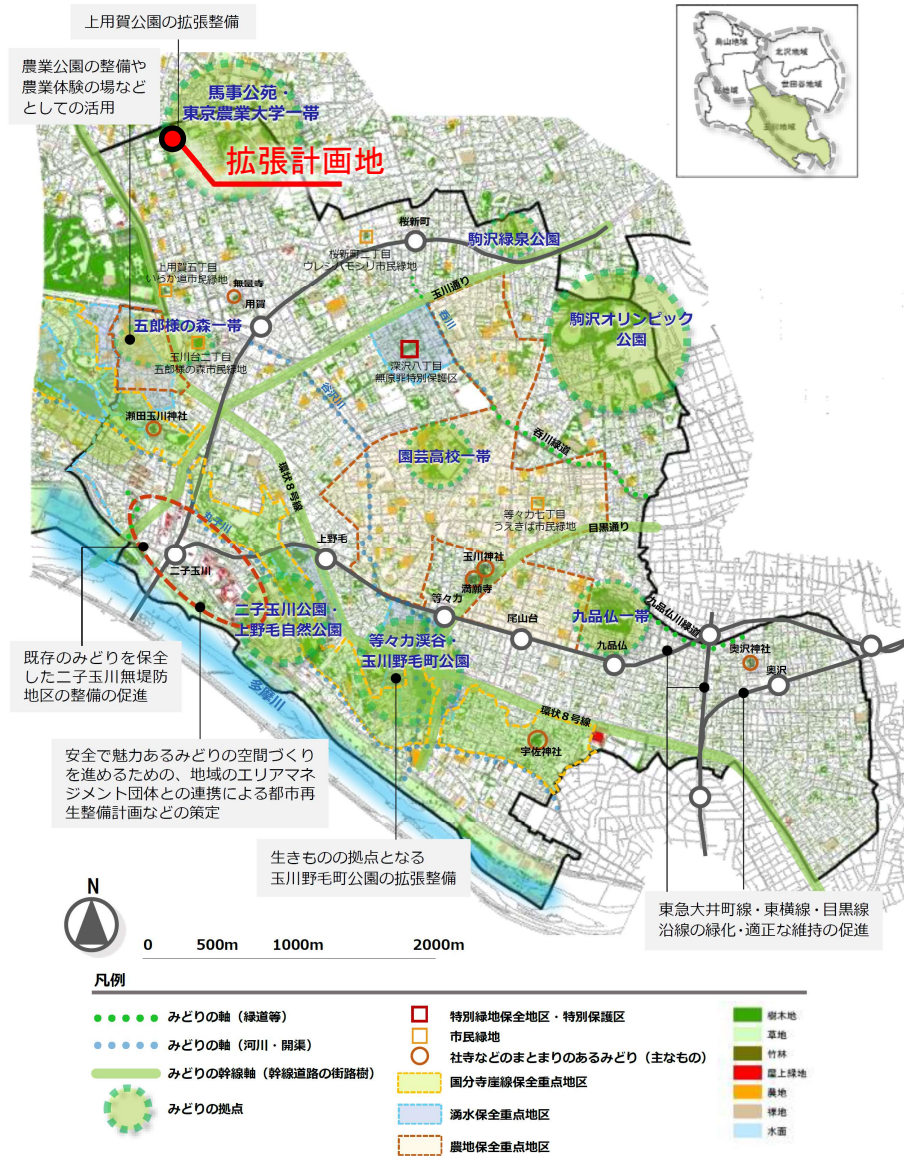 上用賀公園の拡張整備
農業公園の整備や
農業体験の場など
としての活用
馬事公苑・
東京農業大学一帯
拡張計画地
烏山地域
北沢地域
砧地域
世田谷地域
玉川地域
桜新町
駒沢緑泉公園
桜新町二丁目
ウレシパモシリ市民緑地
上用賀五丁目
いらか道市民緑地
無量寺
用賀
玉川通り
呑川
駒沢オリンピック
公園
五郎様の森一帯
玉川台二丁目
五郎様の森市民緑地
深沢八丁目
無原罪特別保護区
谷沢川
瀬田玉川神社
園芸高校一帯
呑川緑道
環状8号線
等々力七丁目
うえきば市民緑地
目黒通り
丸子川
上野毛
二子玉川
玉川神社
満願寺
等々力
二子玉川公園・
上野毛自然公園
尾山台
九品仏一帯
九品仏
九品仏川緑道
奥沢神社
奥沢
等々力渓谷・
玉川野毛町公園
既存のみどりを保全
した二子玉川無堤防
地区の整備の促進
多摩川
環状8号線
宇佐神社
安全で魅力あるみどりの空間づくり
を進めるための、地域のエリアマネ
ジメント団体との連携による都市再
生整備計画などの策定
生きものの拠点となる
玉川野毛町公園の拡張整備
東急大井町線・東横線・目黒線
沿線の緑化・適正な維持の促進
N
0 500m 1000m 2000m
凡例
みどりの軸（緑道等）
みどりの軸（河川・開渠）
みどりの幹線軸（幹線道路の街路樹）
みどりの拠点
特別緑地保全地区・特別保護区
市民緑地
社寺などのまとまりのあるみどり（主なもの）
国分寺崖線保全重点地区
湧水保全重点地区
農地保全重点地区
樹木地
草地
竹林
屋上緑地
農地
裸地
水面